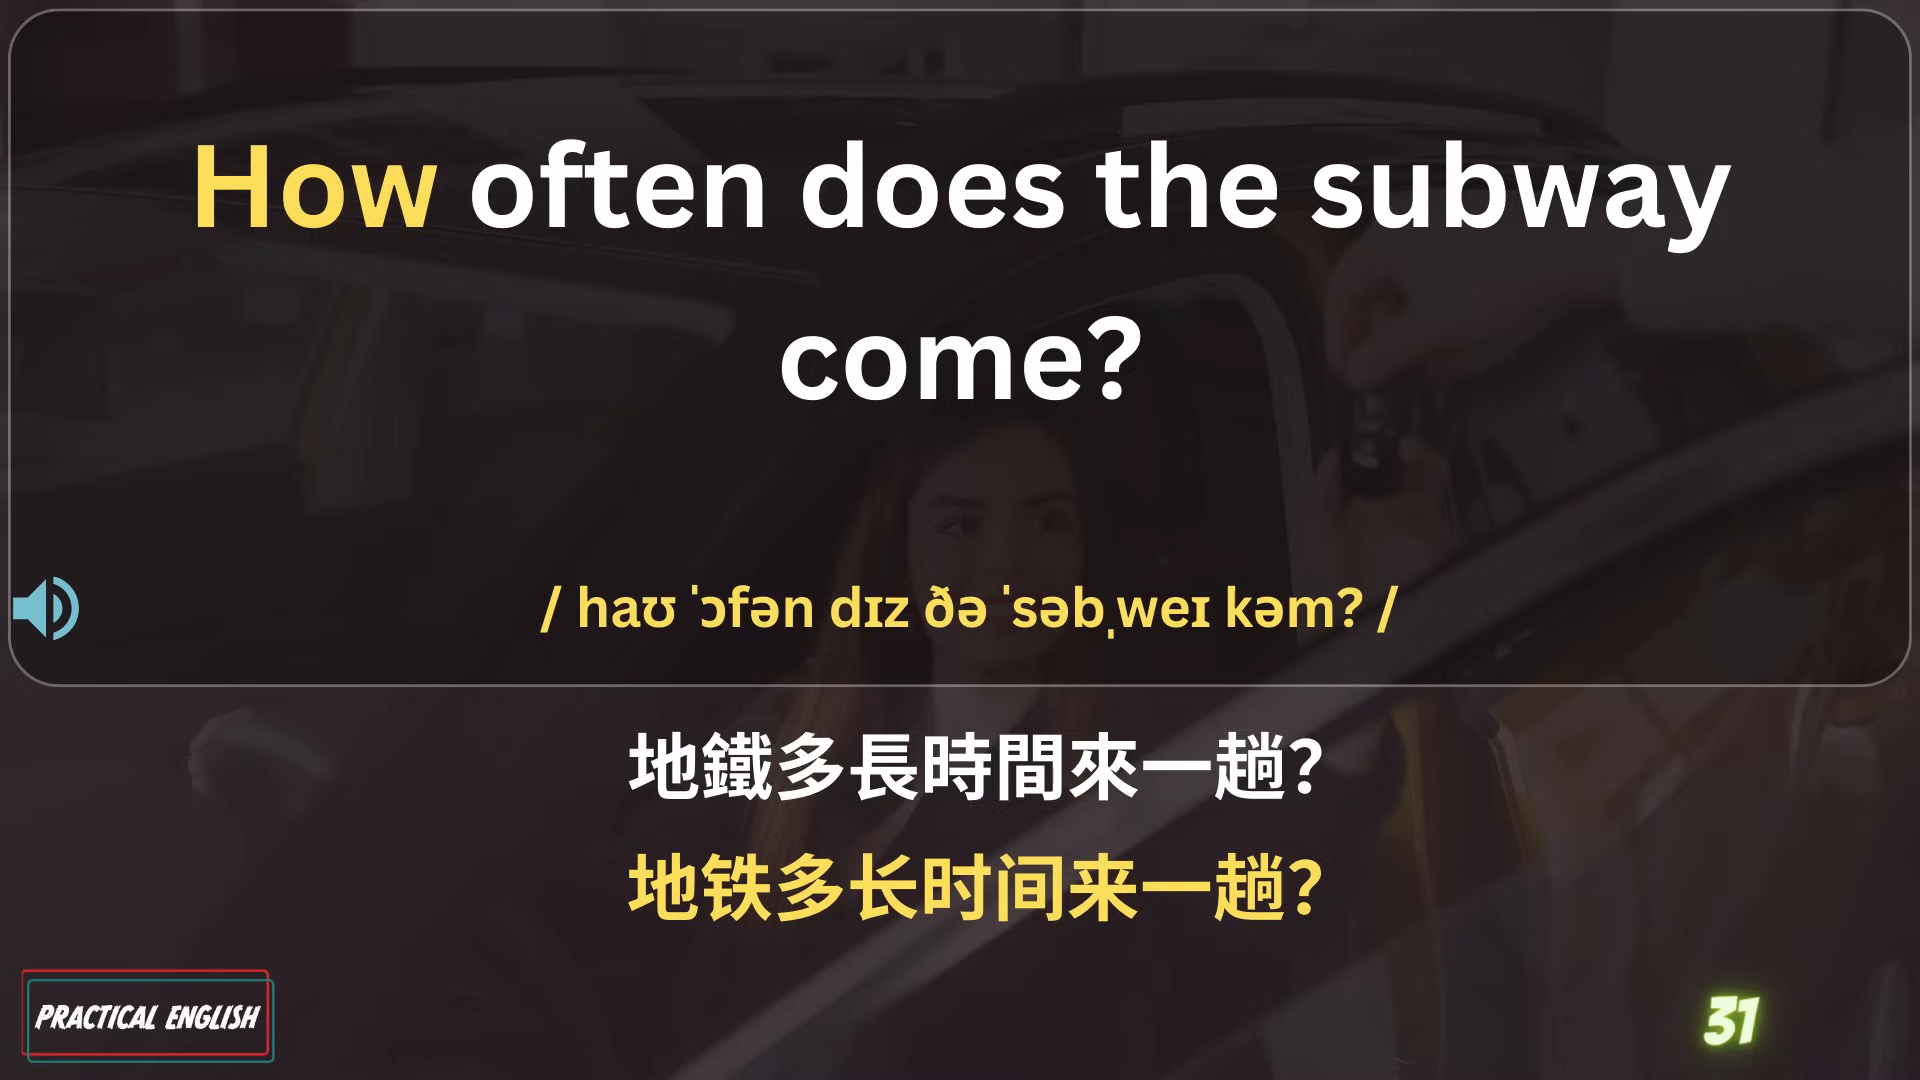 How often does the subway
come?
/ haʊ ˈɔfən dɪz ðə ˈsəbˌweɪ kəm? /
地鐵多長時間來一趟?
地铁多长时间来一趟?
PRACTICAL ENGLISH
31